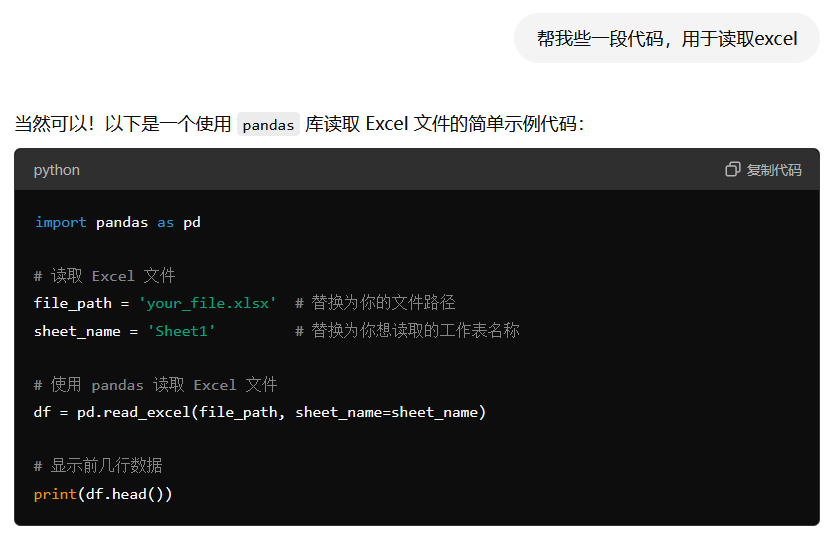 帮我些一段代码，用于读取excel
当然可以！以下是一个使用 pandas 库读取 Excel 文件的简单示例代码：
python 复制代码
import pandas as pd
# 读取 Excel 文件
file_path = 'your_file.xlsx'  # 替换为你的文件路径
sheet_name = 'Sheet1'         # 替换为你想读取的工作表名称
# 使用 pandas 读取 Excel 文件
df = pd.read_excel(file_path, sheet_name=sheet_name)
# 显示前几行数据
print(df.head())